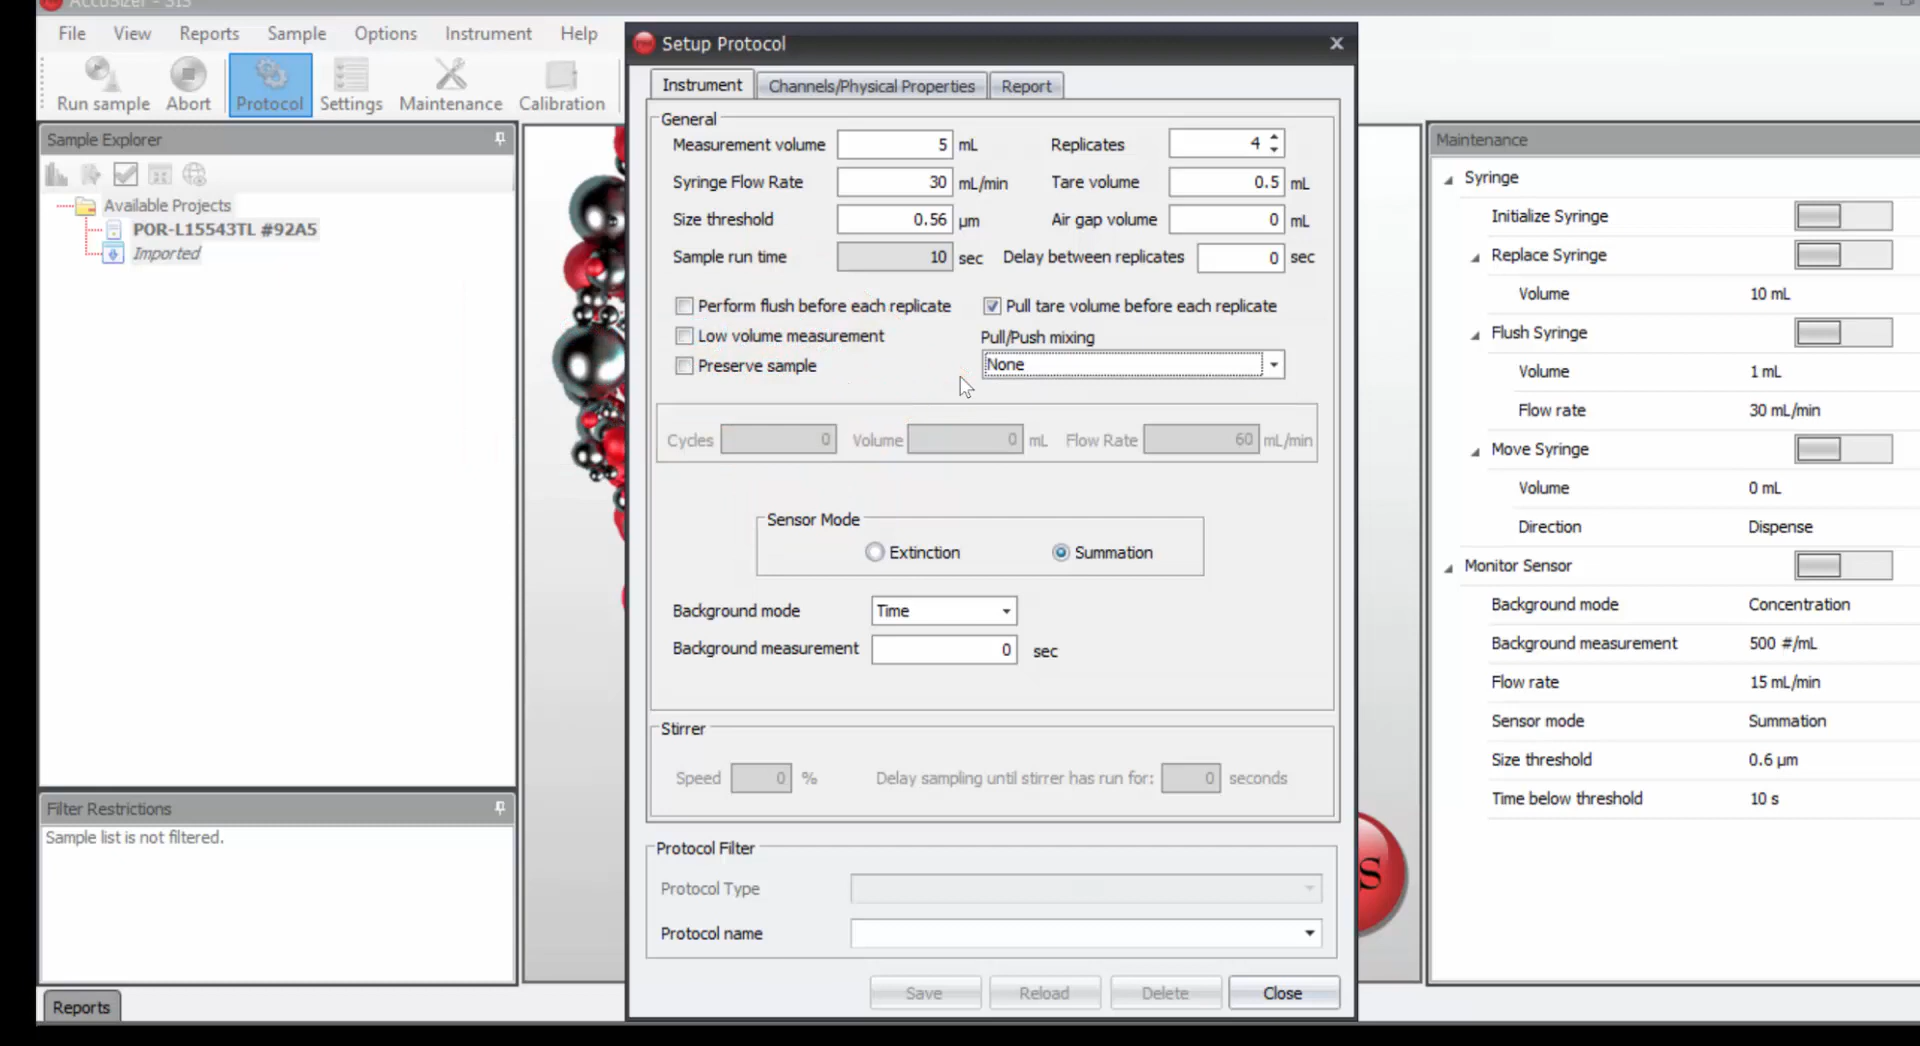 AccuSizer - SIS
File View Reports Sample Options Instrument Help
Run sample Abort Protocol Settings Maintenance Calibration
Sample Explorer
Available Projects
POR-L15543TL #92A5
Imported
Filter Restrictions
Sample list is not filtered.
Reports
Setup Protocol
Instrument Channels/Physical Properties Report
General
Measurement volume 5 mL Replicates 4
Syringe Flow Rate 30 mL/min Tare volume 0.5 mL
Size threshold 0.56 µm Air gap volume 0 mL
Sample run time 10 sec Delay between replicates 0 sec
Perform flush before each replicate Pull tare volume before each replicate
Low volume measurement Pull/Push mixing
Preserve sample None
Cycles 0 Volume 0 mL Flow Rate 60 mL/min
Sensor Mode
Extinction Summation
Background mode Time
Background measurement 0 sec
Stirrer
Speed 0 % Delay sampling until stirrer has run for: 0 seconds
Protocol Filter
Protocol Type
Protocol name
Save Reload Delete Close
S
Maintenance
Syringe
Initialize Syringe
Replace Syringe
Volume 10 mL
Flush Syringe
Volume 1 mL
Flow rate 30 mL/min
Move Syringe
Volume 0 mL
Direction Dispense
Monitor Sensor
Background mode Concentration
Background measurement 500 #/mL
Flow rate 15 mL/min
Sensor mode Summation
Size threshold 0.6 µm
Time below threshold 10 s